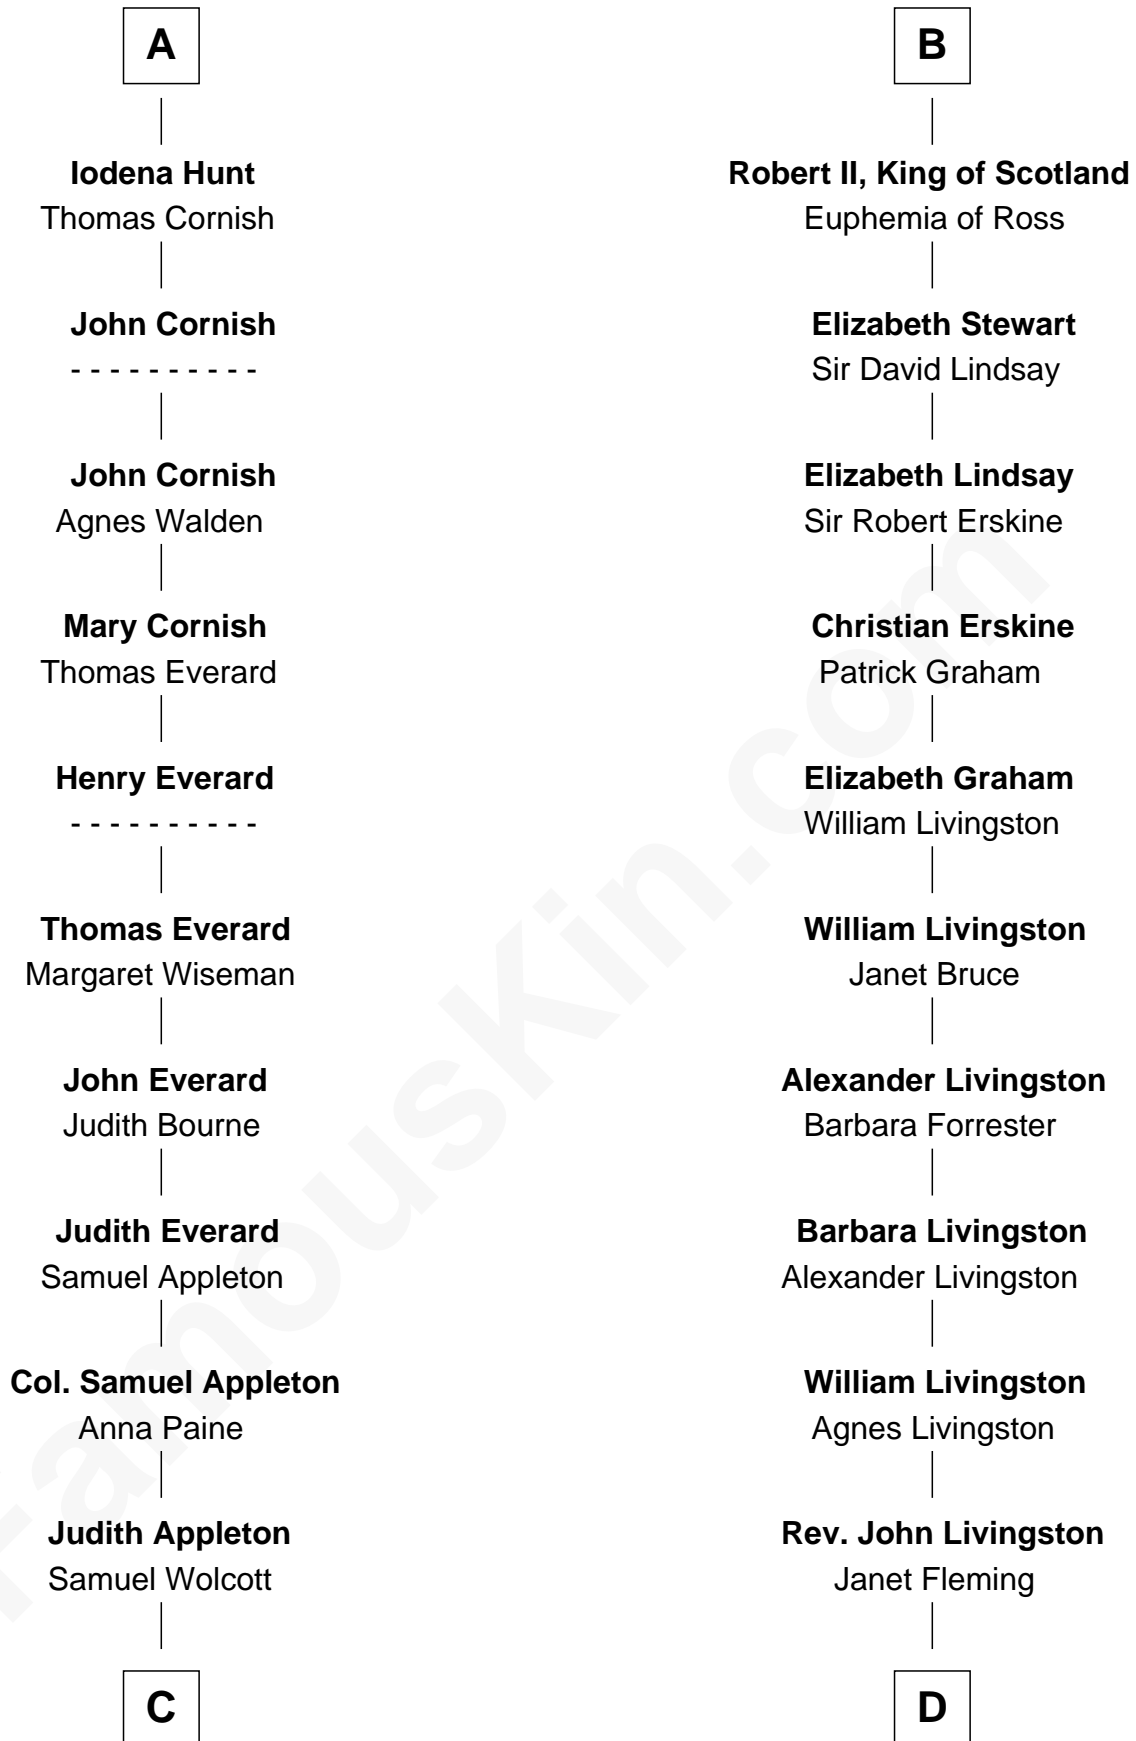 A
Iodena Hunt
Thomas Cornish
John Cornish
- - - - - - - - - -
John Cornish
Agnes Walden
Mary Cornish
Thomas Everard
Henry Everard
- - - - - - - - - -
Thomas Everard
Margaret Wiseman
John Everard
Judith Bourne
Judith Everard
Samuel Appleton
Col. Samuel Appleton
Anna Paine
Judith Appleton
Samuel Wolcott
C
B
Robert II, King of Scotland
Euphemia of Ross
Elizabeth Stewart
Sir David Lindsay
Elizabeth Lindsay
Sir Robert Erskine
Christian Erskine
Patrick Graham
Elizabeth Graham
William Livingston
William Livingston
Janet Bruce
Alexander Livingston
Barbara Forrester
Barbara Livingston
Alexander Livingston
William Livingston
Agnes Livingston
Rev. John Livingston
Janet Fleming
D
FamousKin.com